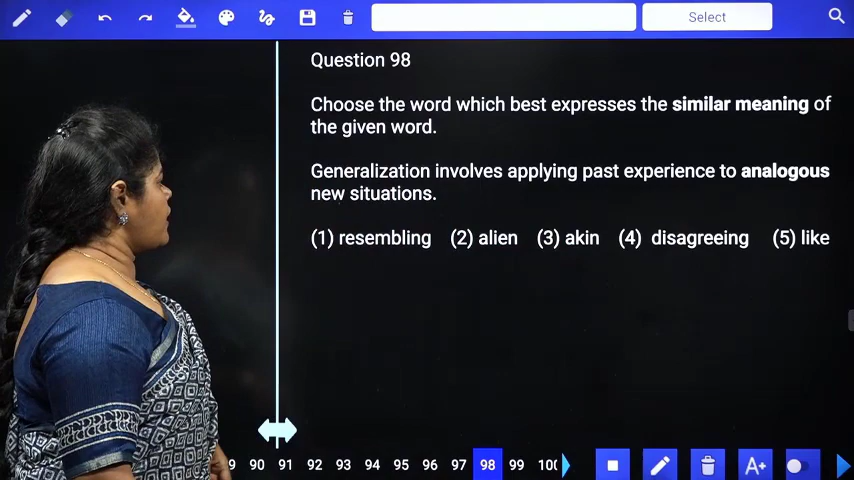 Select
Question 98
Choose the word which best expresses the similar meaning of
the given word.
Generalization involves applying past experience to analogous
new situations.
(1) resembling (2) alien (3) akin (4) disagreeing (5) like
9 90 91 92 93 94 95 96 97 98 99 100
A+